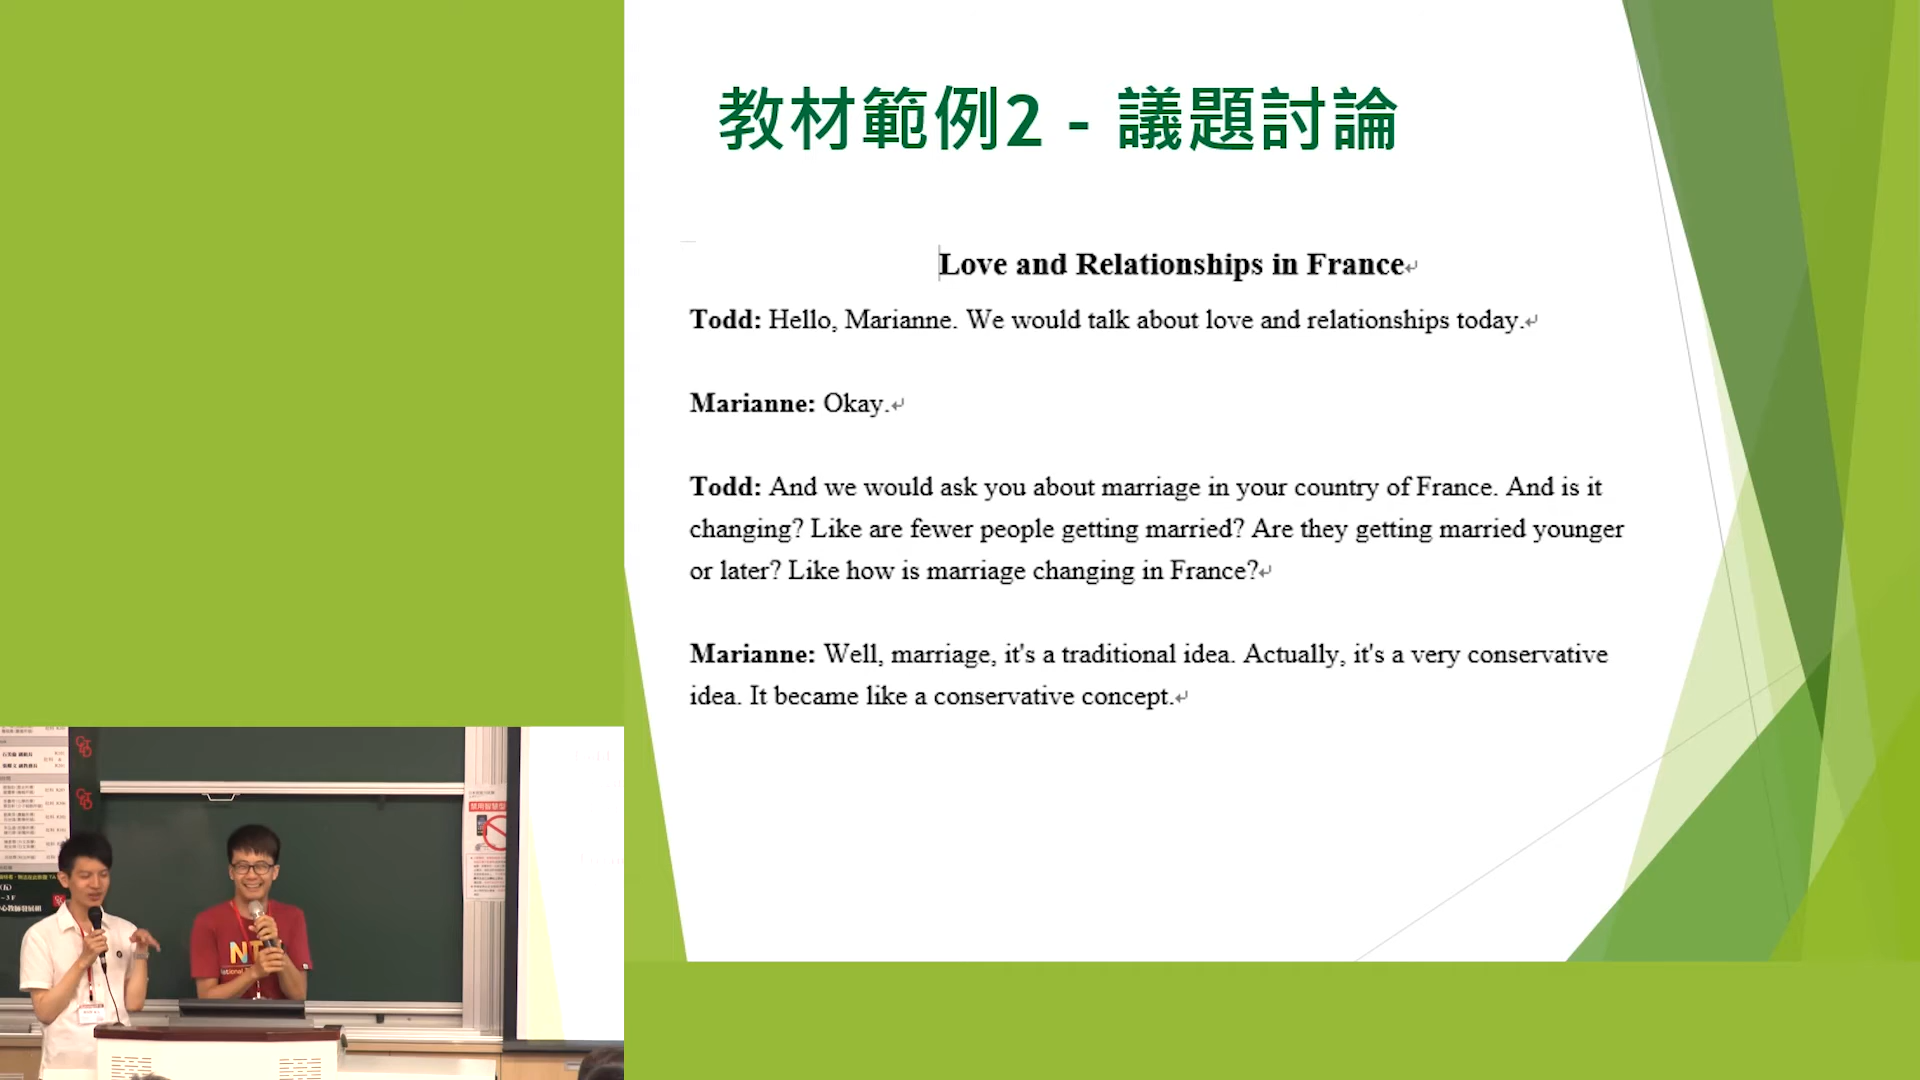 教材範例2 - 議題討論
Love and Relationships in France
Todd: Hello, Marianne. We would talk about love and relationships today.
Marianne: Okay.
Todd: And we would ask you about marriage in your country of France. And is it
changing? Like are fewer people getting married? Are they getting married younger
or later? Like how is marriage changing in France?
Marianne: Well, marriage, it's a traditional idea. Actually, it's a very conservative
idea. It became like a conservative concept.
NT